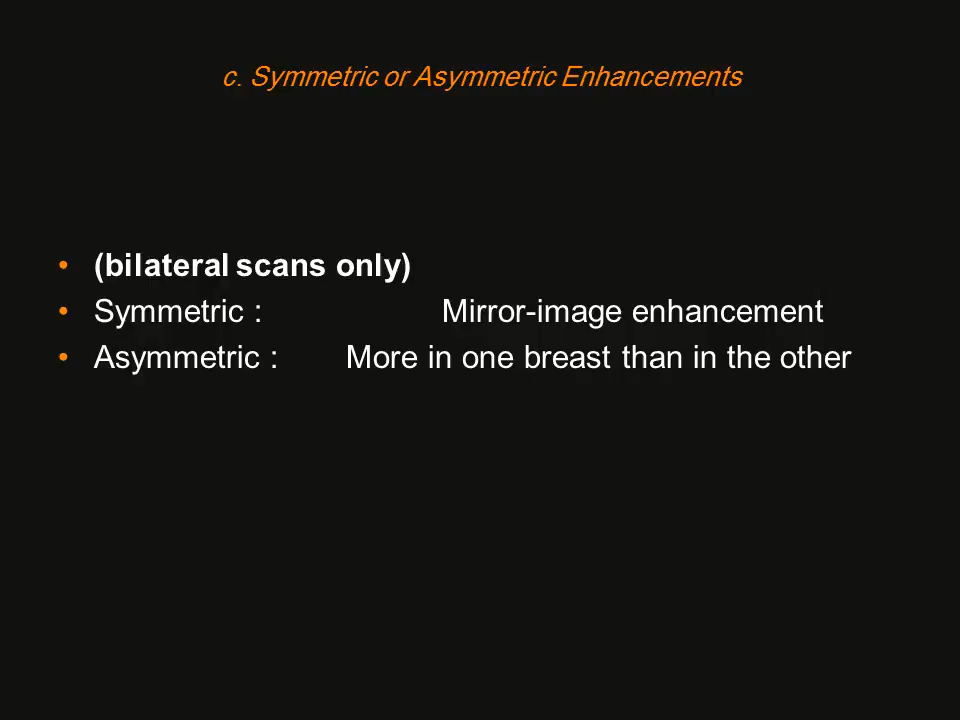 c. Symmetric or Asymmetric Enhancements
• (bilateral scans only)
• Symmetric : Mirror-image enhancement
• Asymmetric : More in one breast than in the other